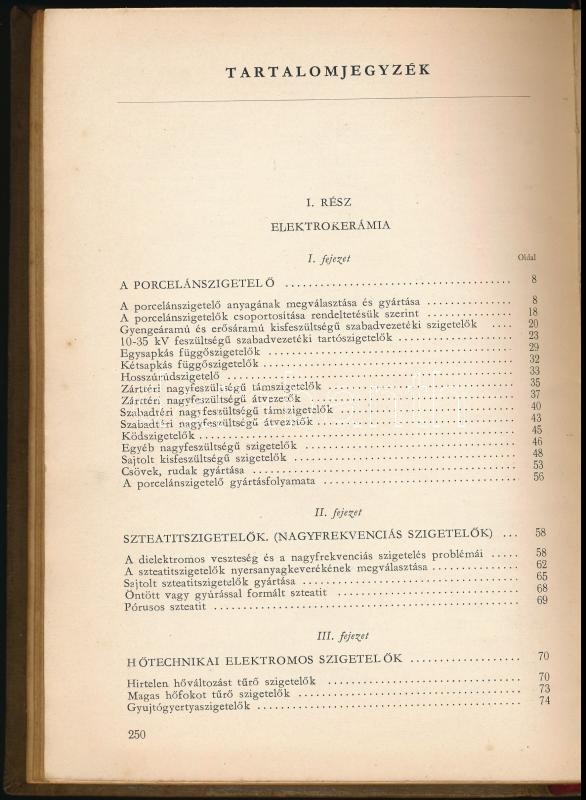 TARTALOMJEGYZÉK
I. RÉSZ
ELEKTROKERÁMIA
I. fejezet
Oldal
A PORCELÁNSZIGETELŐ ........ 8
A porcelánszigetelő anyagának megválasztása és gyártása ........ 8
A porcelánszigetelők csoportosítása rendeltetésük szerint ........ 18
Gyengeáramú és erősáramú kisfeszültségű szabadvezetéki szigetelők .... 20
10-35 kV feszültségű szabadvezetéki tartószigetelők ........ 23
Egysapkás függőszigetelők ........ 29
Kétsapkás függőszigetelők ........ 32
Hosszúrúdszigetelő ........ 33
Zárttéri nagyfeszültségű támszigetelők ........ 35
Zárttéri nagyfeszültségű átvezetők ........ 37
Szabadtéri nagyfeszültségű támszigetelők ........ 40
Szabadtéri nagyfeszültségű átvezetők ........ 43
Ködszigetelők ........ 45
Egyéb nagyfeszültségű szigetelők ........ 46
Sajtolt kisfeszültségű szigetelők ........ 48
Csövek, rudak gyártása ........ 53
A porcelánszigetelő gyártásfolyamata ........ 56
II. fejezet
SZTEATITSZIGETELŐK. (NAGYFREKVENCIÁS SZIGETELŐK) ... 58
A dielektromos veszteség és a nagyfrekvenciás szigetelés problémái ..... 58
A szteatitszigetelők nyersanyagkeverékének megválasztása ........ 62
Sajtolt szteatitszigetelők gyártása ........ 65
Öntött vagy gyúrással formált szteatit ........ 68
Pórusos szteatit ........ 69
III. fejezet
HŐTECHNIKAI ELEKTROMOS SZIGETELŐK ........ 70
Hirtelen hőváltozást tűrő szigetelők ........ 70
Magas hőfokot tűrő szigetelők ........ 73
Gyujtógyertyaszigetelők ........ 74
250